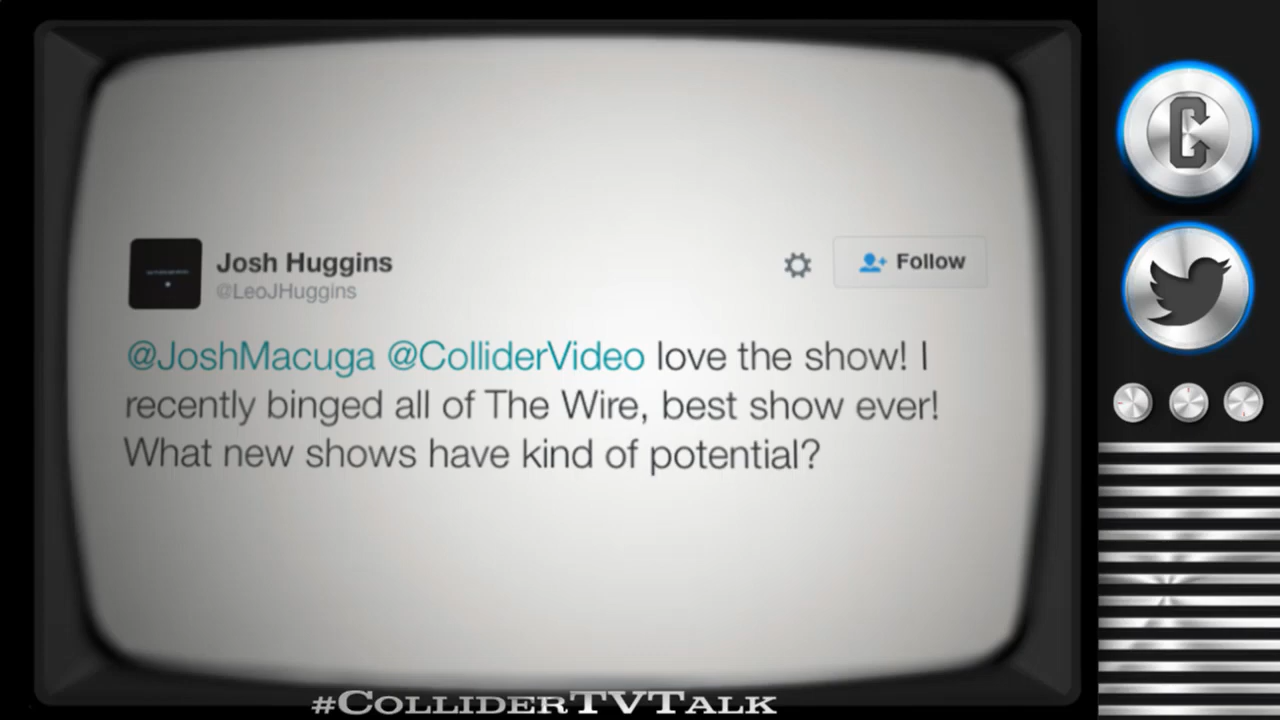 Josh Huggins
@LeoJHuggins
Follow
@JoshMacuga @ColliderVideo love the show! I
recently binged all of The Wire, best show ever!
What new shows have kind of potential?
#ColliderTVTalk